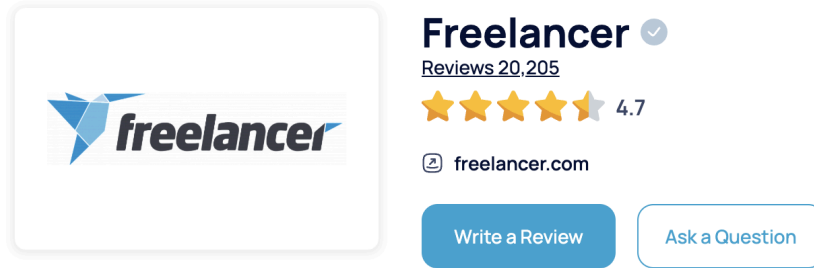 freelancer
Freelancer
Reviews 20,205
4.7
freelancer.com
Write a Review
Ask a Question